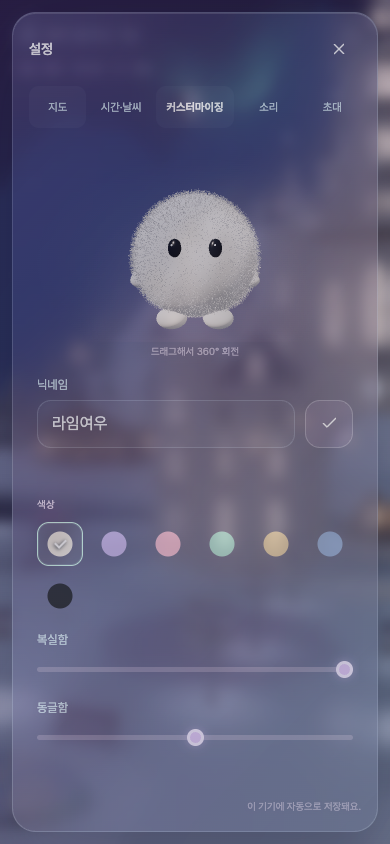 설정
지도 시간·날씨 커스터마이징 소리 초대
드래그해서 360° 회전
닉네임
라임여우
색상
복실함
동글함
이 기기에 자동으로 저장돼요.